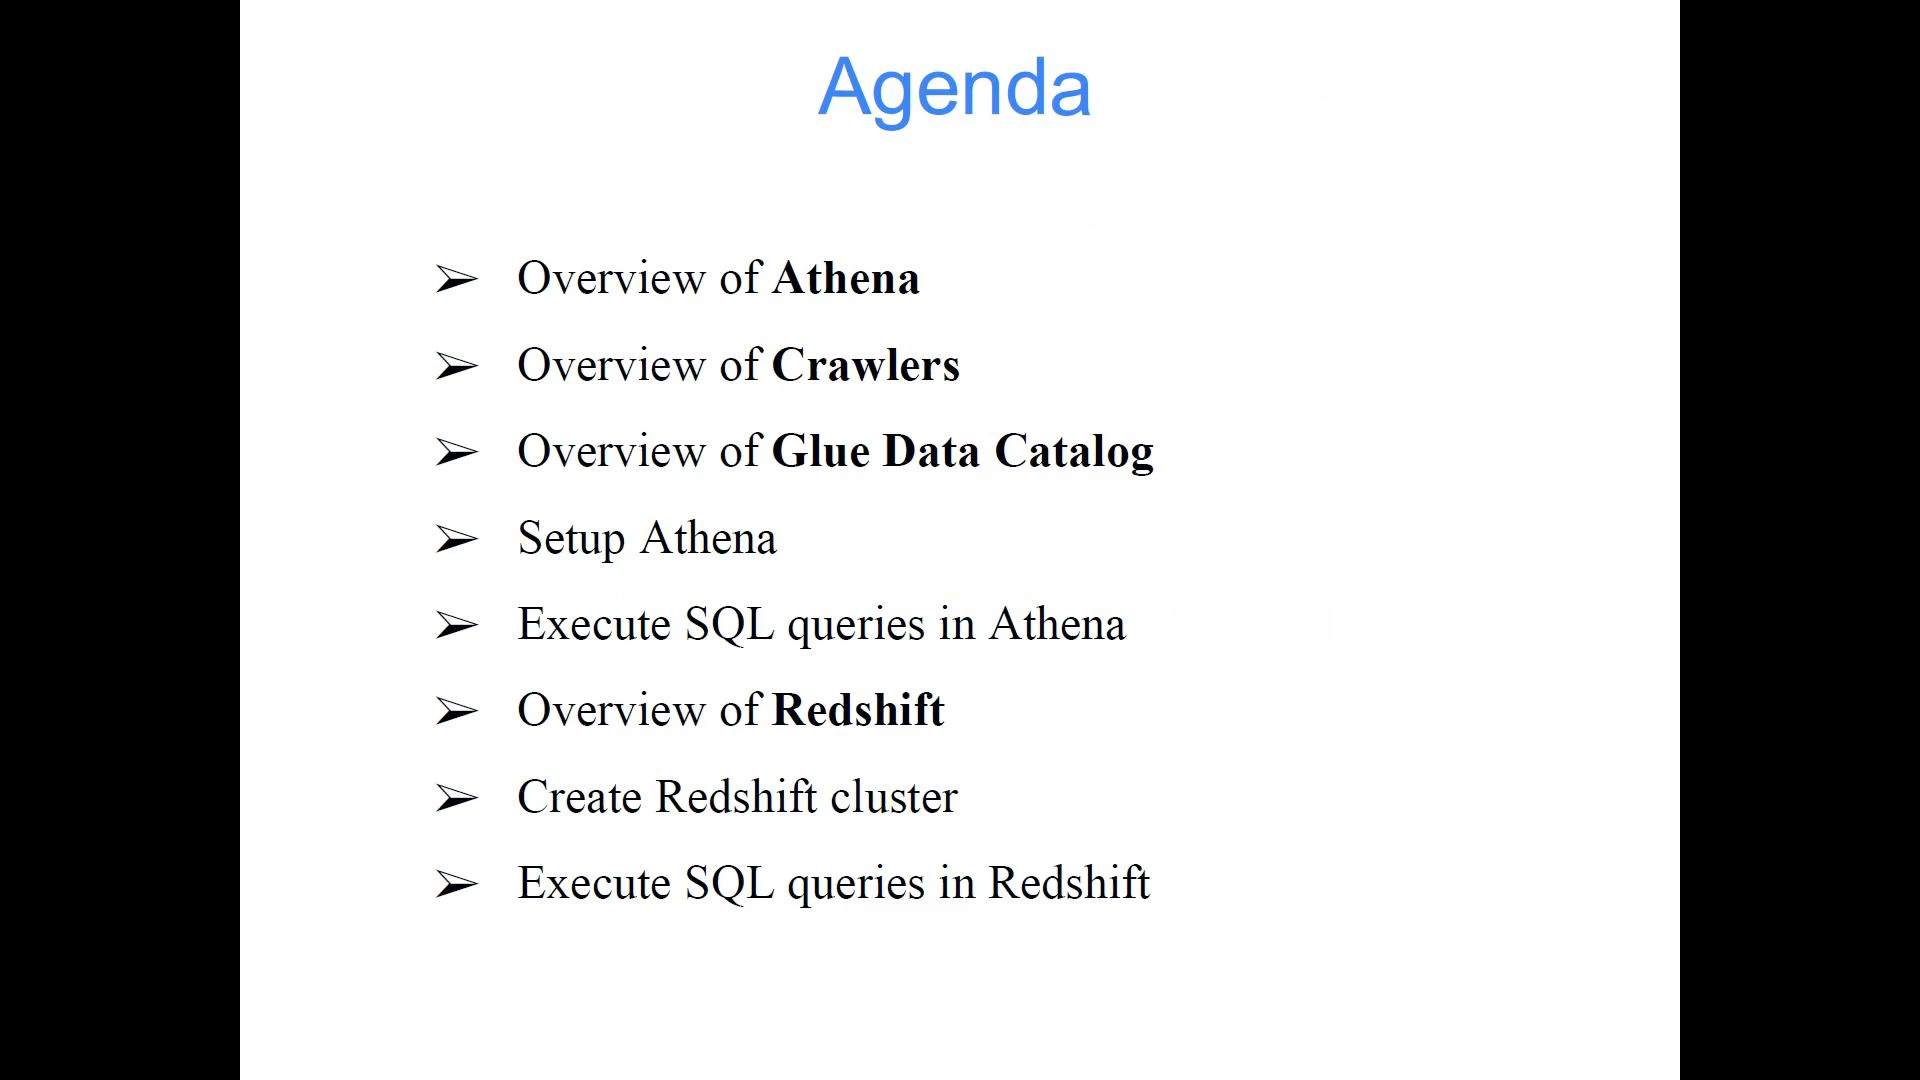 Agenda
➢ Overview of Athena
➢ Overview of Crawlers
➢ Overview of Glue Data Catalog
➢ Setup Athena
➢ Execute SQL queries in Athena
➢ Overview of Redshift
➢ Create Redshift cluster
➢ Execute SQL queries in Redshift